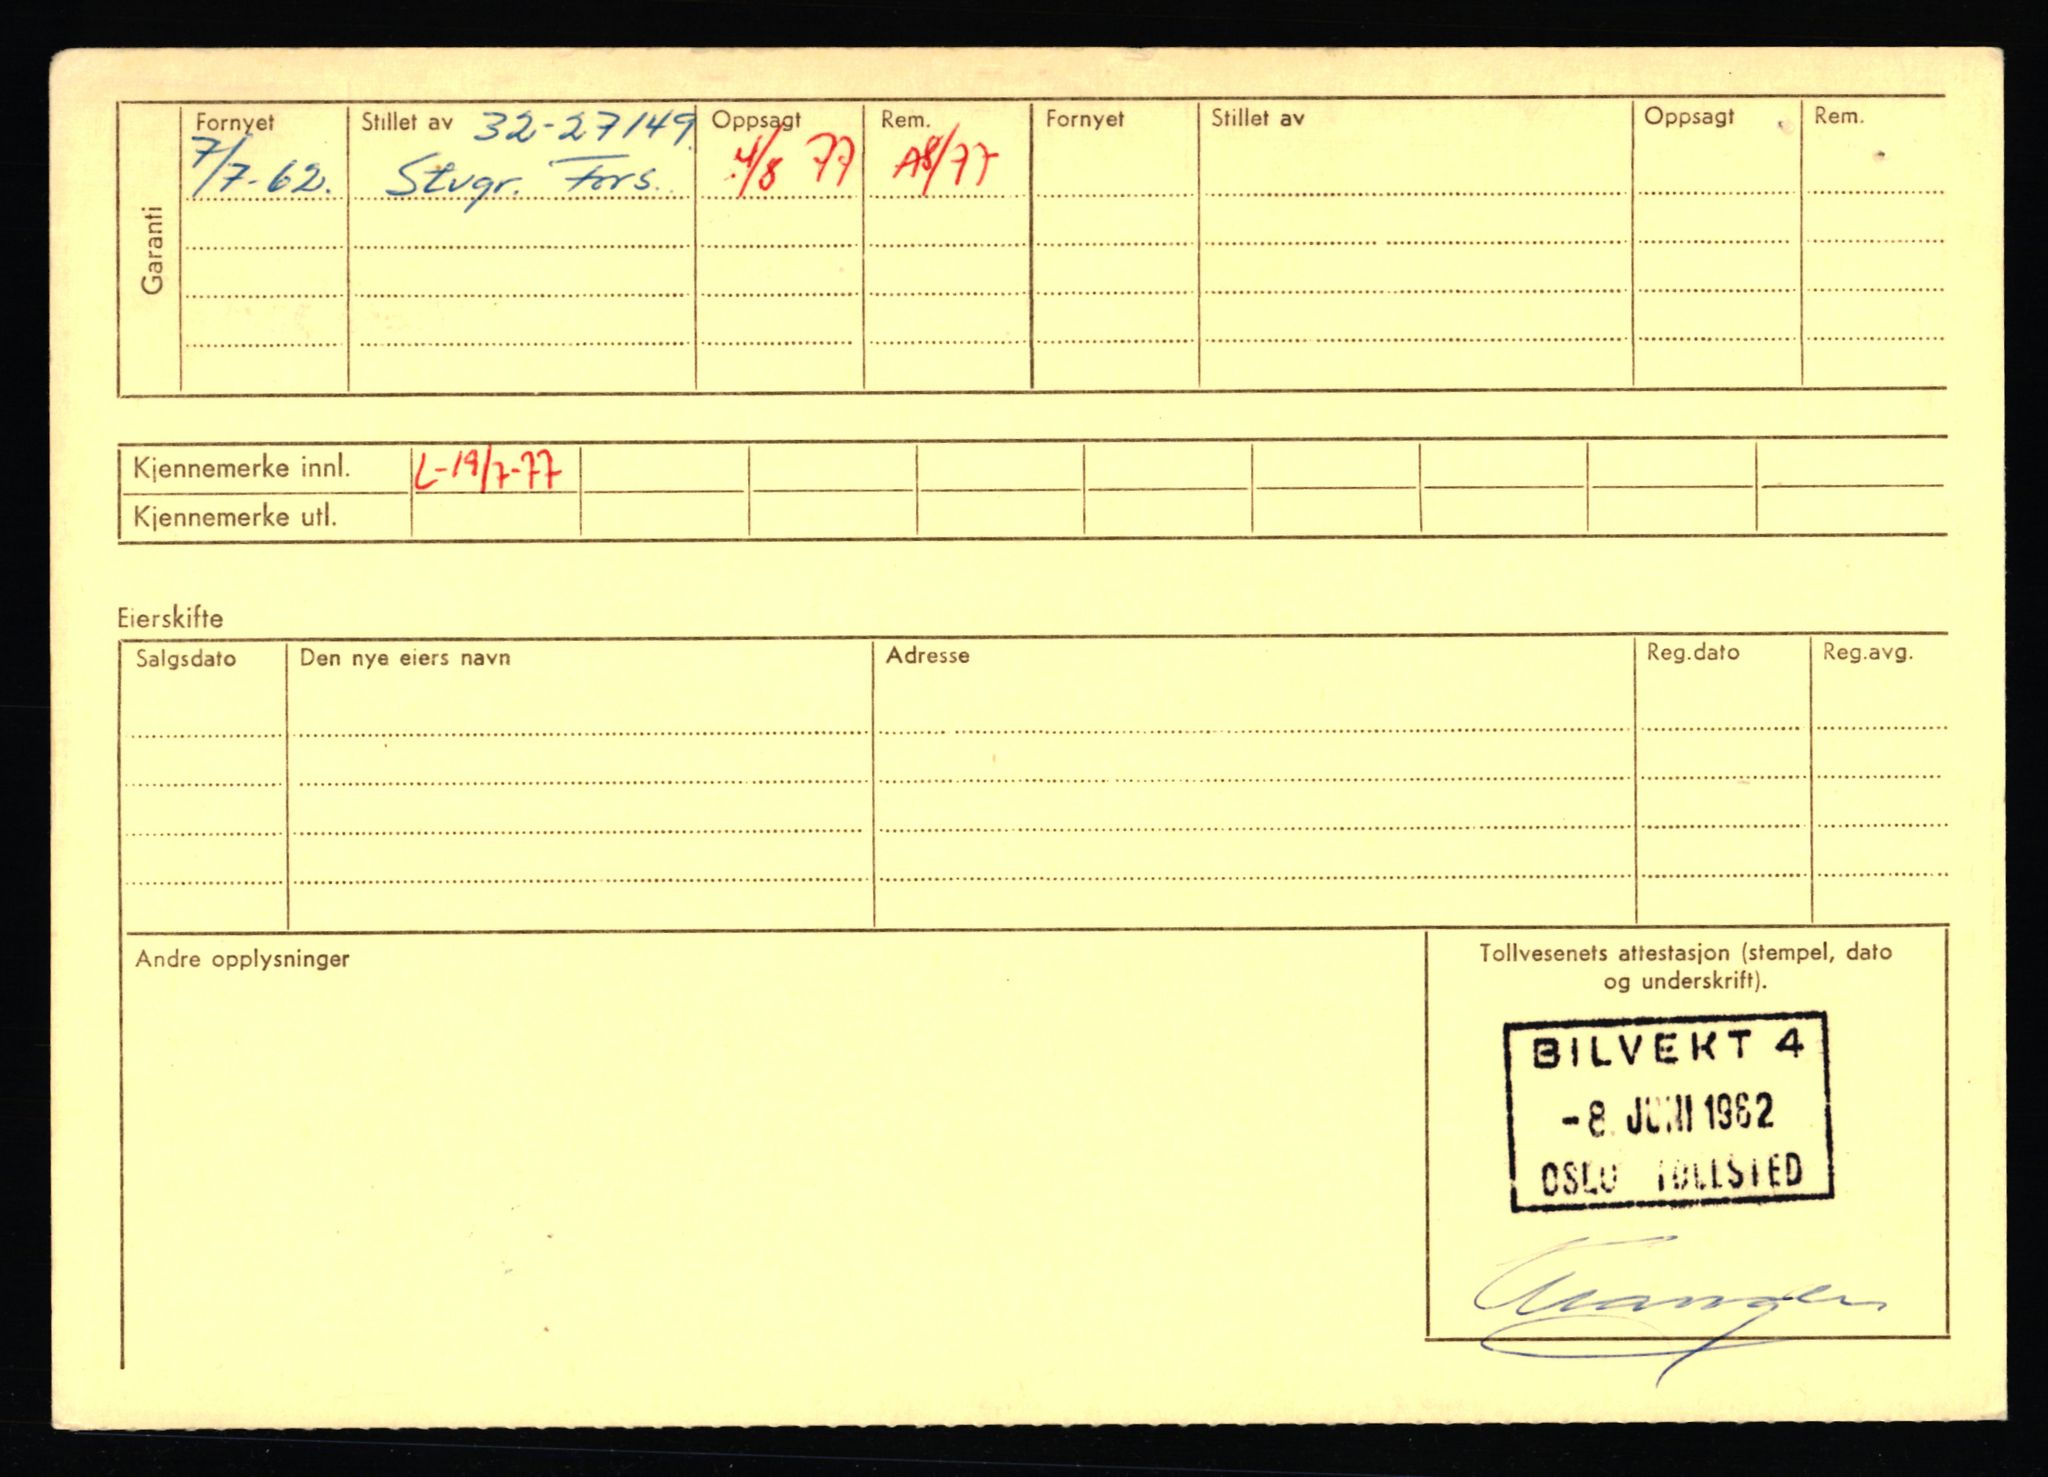 Garanti
Fornyet Stillet av 32-27149. Oppsagt Rem. Fornyet Stillet av Oppsagt Rem.
7/7-62. Stvgr. Fors. 4/8 77 A8/77
Kjennemerke innl. L-19/7-77
Kjennemerke utl.
Eierskifte
Salgsdato Den nye eiers navn Adresse Reg.dato Reg.avg.
Andre opplysninger
Tollvesenets attestasjon (stempel, dato
og underskrift).
BILVEKT 4
-8. JUNI 1962
OSLO TOLLSTED